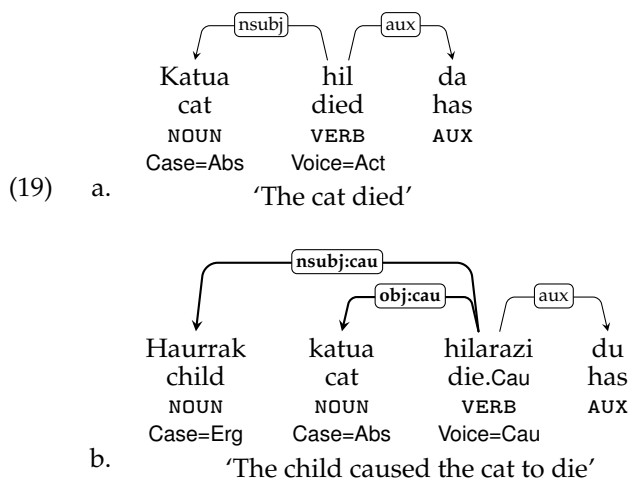 nsubj aux
Katua hil da
cat died has
NOUN VERB AUX
Case=Abs Voice=Act
(19) a. ‘The cat died’
nsubj:cau
obj:cau aux
Haurrak katua hilarazi du
child cat die.Cau has
NOUN NOUN VERB AUX
Case=Erg Case=Abs Voice=Cau
b. ‘The child caused the cat to die’